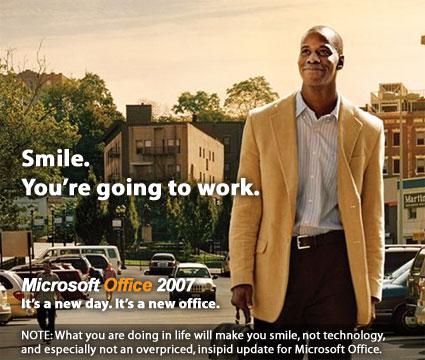 Smile.
You're going to work.
Martin
Microsoft Office 2007
It's a new day. It's a new office.
NOTE: What you are doing in life will make you smile, not technology,
and especially not an overpriced, insipid update for Microsoft Office.